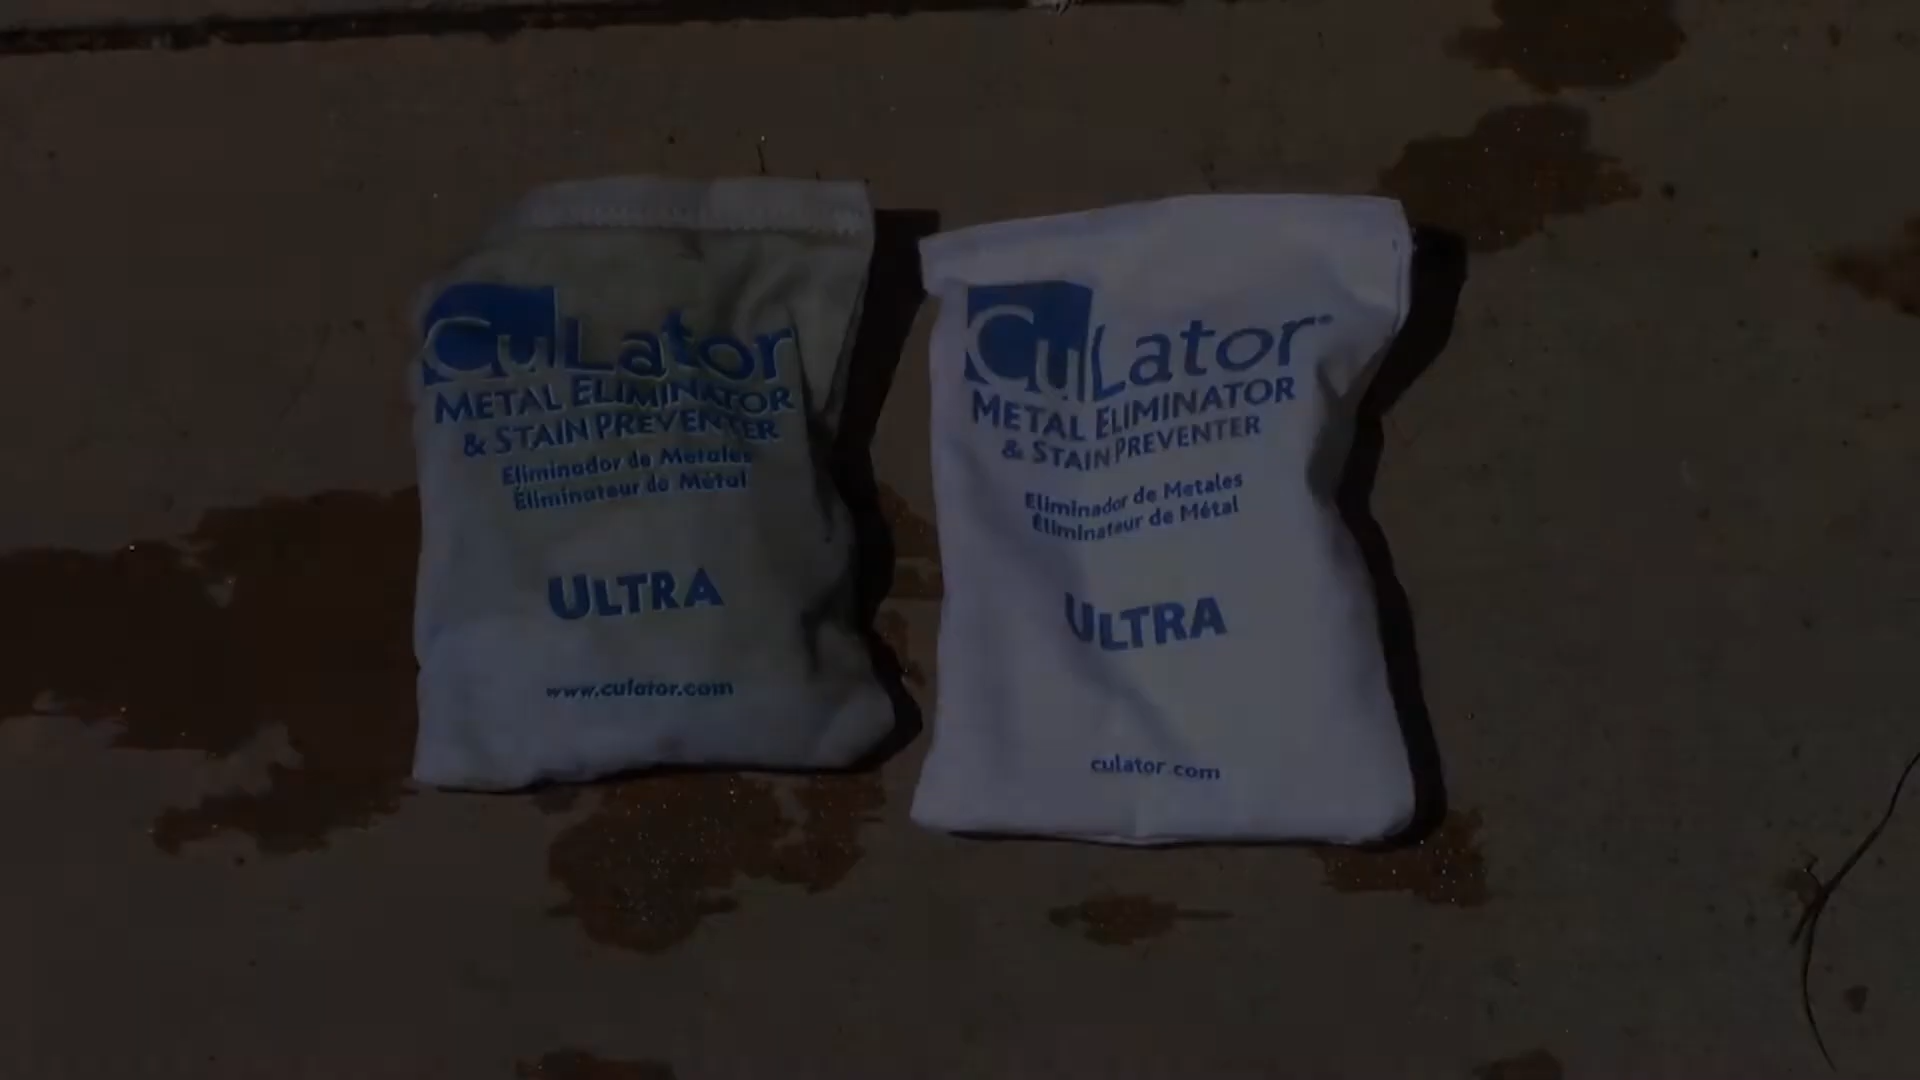 CuLator
METAL ELIMINATOR
& STAIN PREVENTER
Eliminador de Metales
Éliminateur de Métal
ULTRA
www.culator.com
CuLator®
METAL ELIMINATOR
& STAIN PREVENTER
Eliminador de Metales
Éliminateur de Métal
ULTRA
culator.com